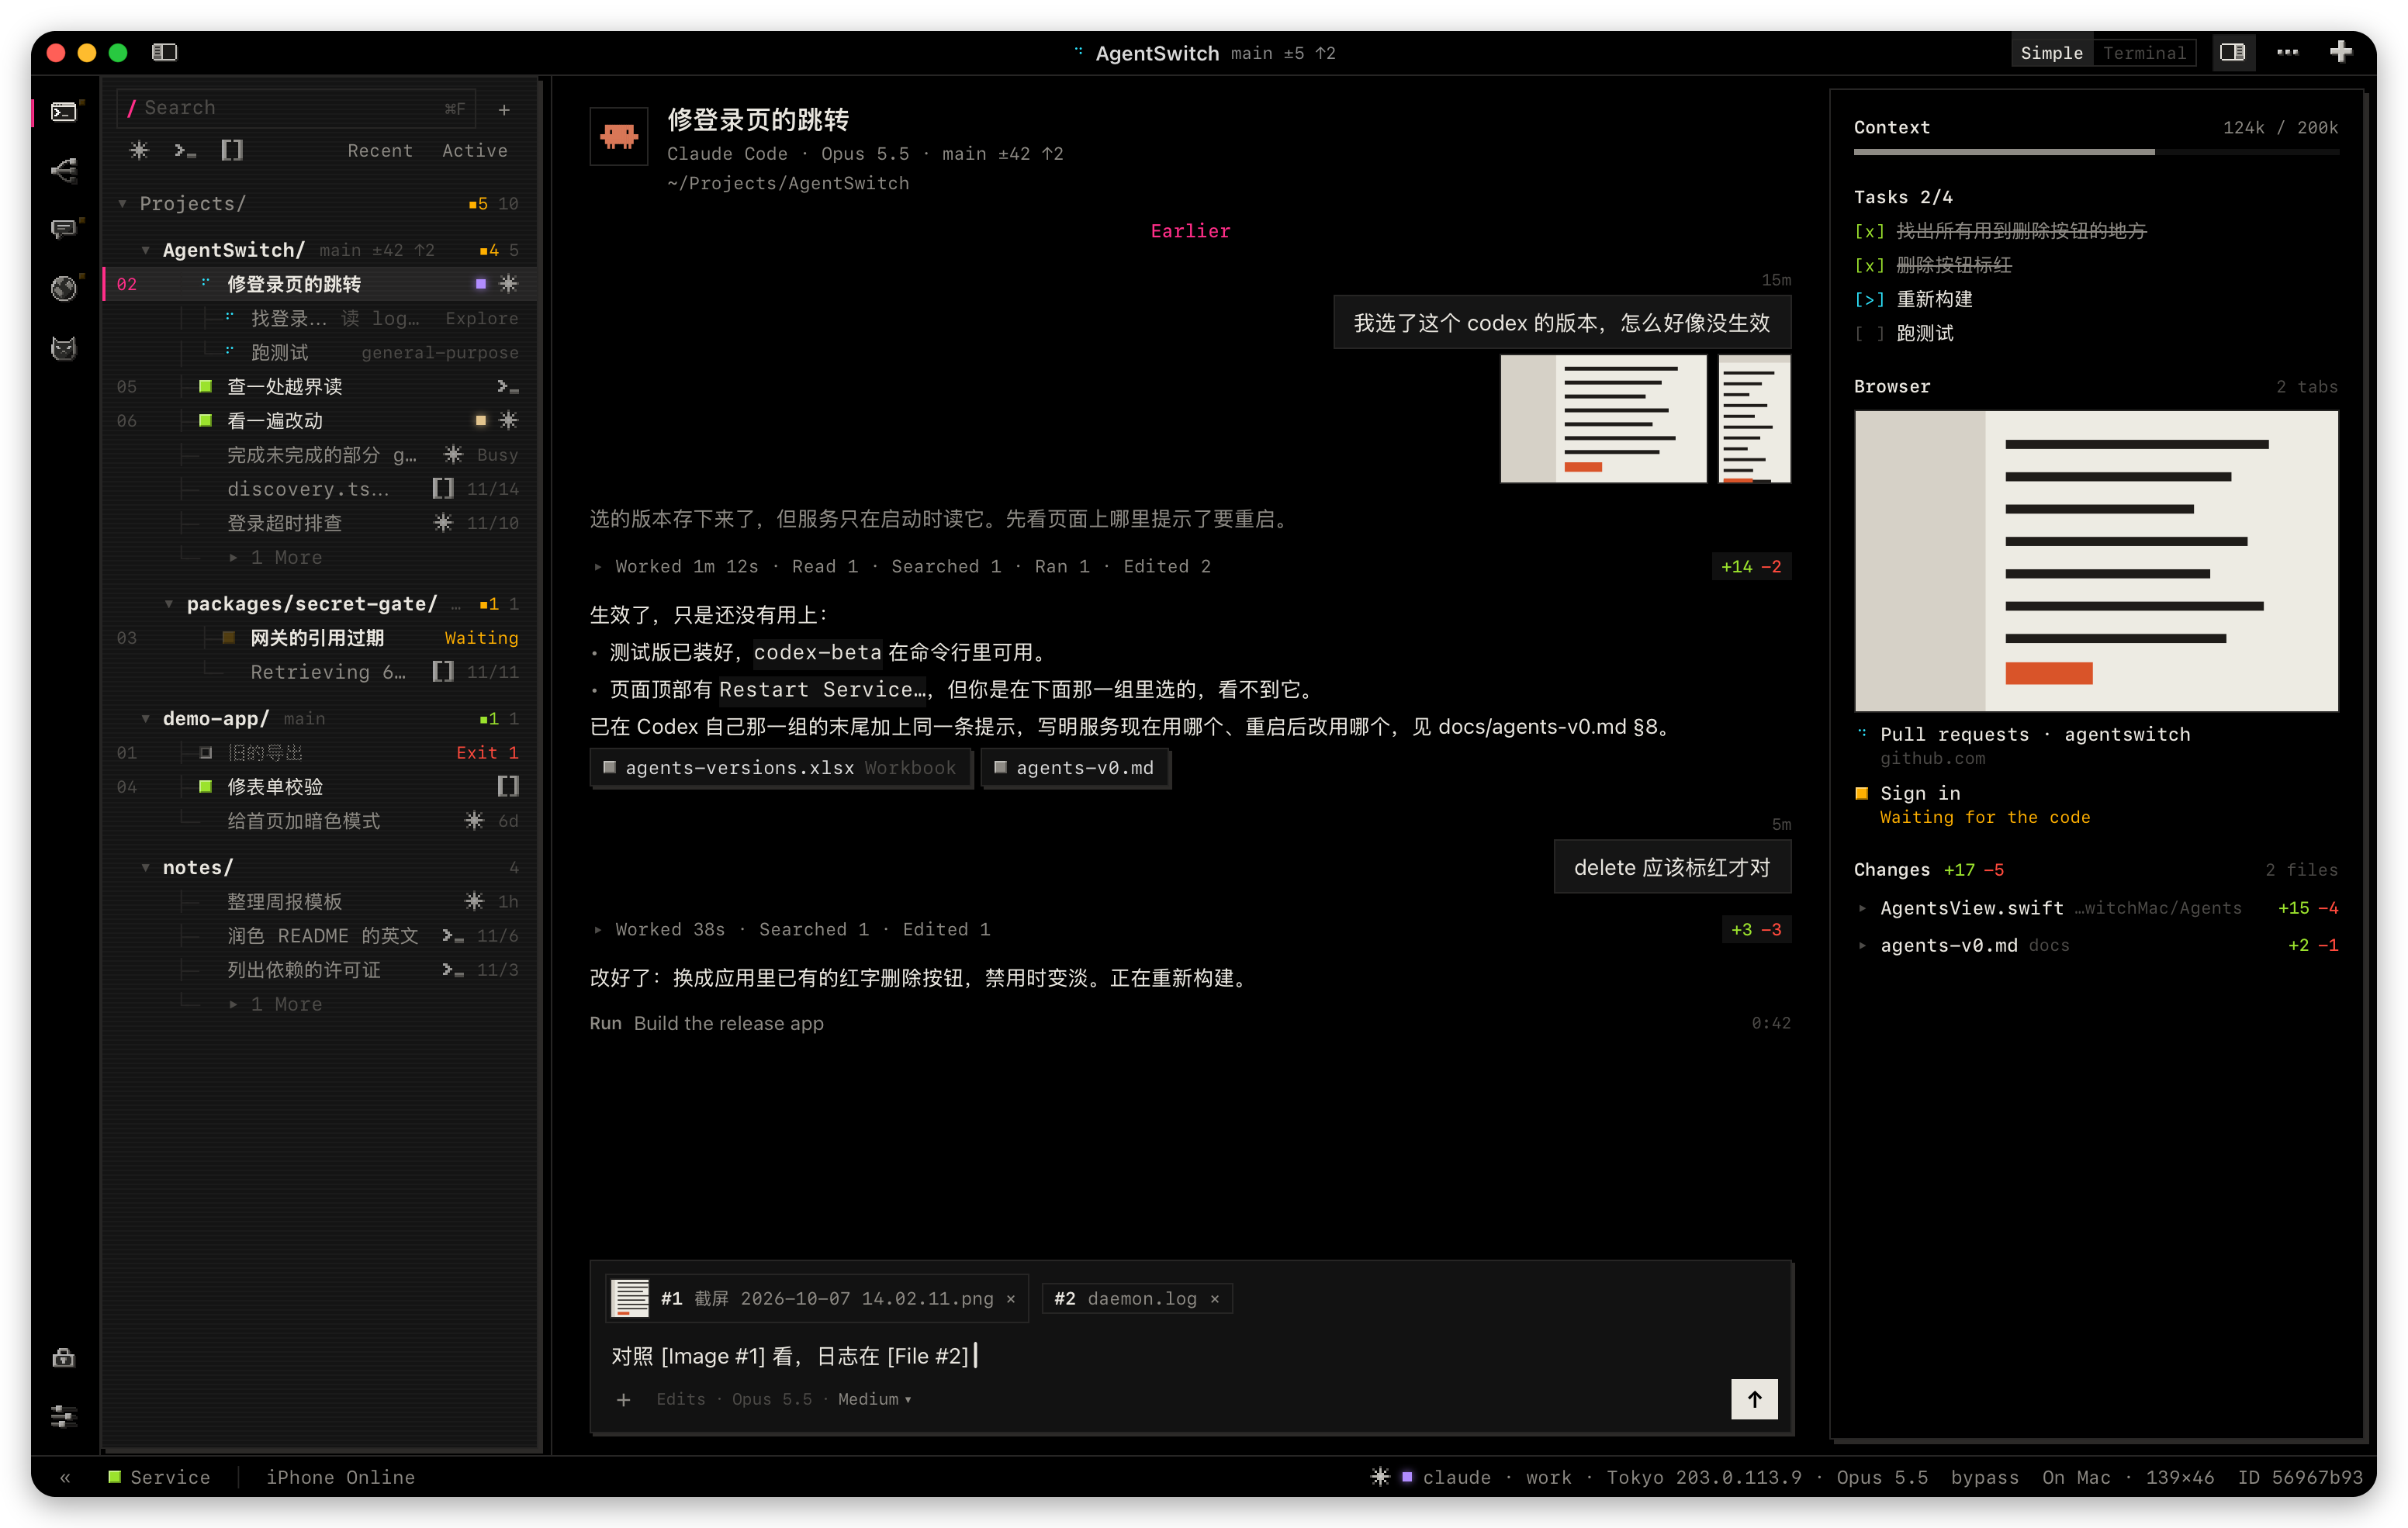 AgentSwitch main ±5 ↑2
Simple Terminal
/ Search ⌘F +
Recent Active
Projects/ 5 10
AgentSwitch/ main ±42 ↑2 4 5
02 修登录页的跳转
找登录… 读 log… Explore
跑测试 general-purpose
05 查一处越界读
06 看一遍改动
完成未完成的部分 g… Busy
discovery.ts… 11/14
登录超时排查 11/10
1 More
packages/secret-gate/ … 1 1
03 网关的引用过期 Waiting
Retrieving 6… 11/11
demo-app/ main 1 1
01 旧的导出 Exit 1
04 修表单校验
给首页加暗色模式 6d
notes/ 4
整理周报模板 1h
润色 README 的英文 11/6
列出依赖的许可证 11/3
1 More
修登录页的跳转
Claude Code · Opus 5.5 · main ±42 ↑2
~/Projects/AgentSwitch
Earlier
15m
我选了这个 codex 的版本，怎么好像没生效
选的版本存下来了，但服务只在启动时读它。先看页面上哪里提示了要重启。
Worked 1m 12s · Read 1 · Searched 1 · Ran 1 · Edited 2 +14 −2
生效了，只是还没有用上：
• 测试版已装好，codex-beta 在命令行里可用。
• 页面顶部有 Restart Service…，但你是在下面那一组里选的，看不到它。
已在 Codex 自己那一组的末尾加上同一条提示，写明服务现在用哪个、重启后改用哪个，见 docs/agents-v0.md §8。
agents-versions.xlsx Workbook agents-v0.md
5m
delete 应该标红才对
Worked 38s · Searched 1 · Edited 1 +3 −3
改好了：换成应用里已有的红字删除按钮，禁用时变淡。正在重新构建。
Run Build the release app 0:42
#1 截屏 2026-10-07 14.02.11.png × #2 daemon.log ×
对照 [Image #1] 看，日志在 [File #2]
+ Edits · Opus 5.5 · Medium ▾
Context 124k / 200k
Tasks 2/4
[x] 找出所有用到删除按钮的地方
[x] 删除按钮标红
[>] 重新构建
[ ] 跑测试
Browser 2 tabs
Pull requests · agentswitch
github.com
Sign in
Waiting for the code
Changes +17 −5 2 files
AgentsView.swift …witchMac/Agents +15 −4
agents-v0.md docs +2 −1
« Service iPhone Online
claude · work · Tokyo 203.0.113.9 · Opus 5.5 bypass On Mac · 139×46 ID 56967b93